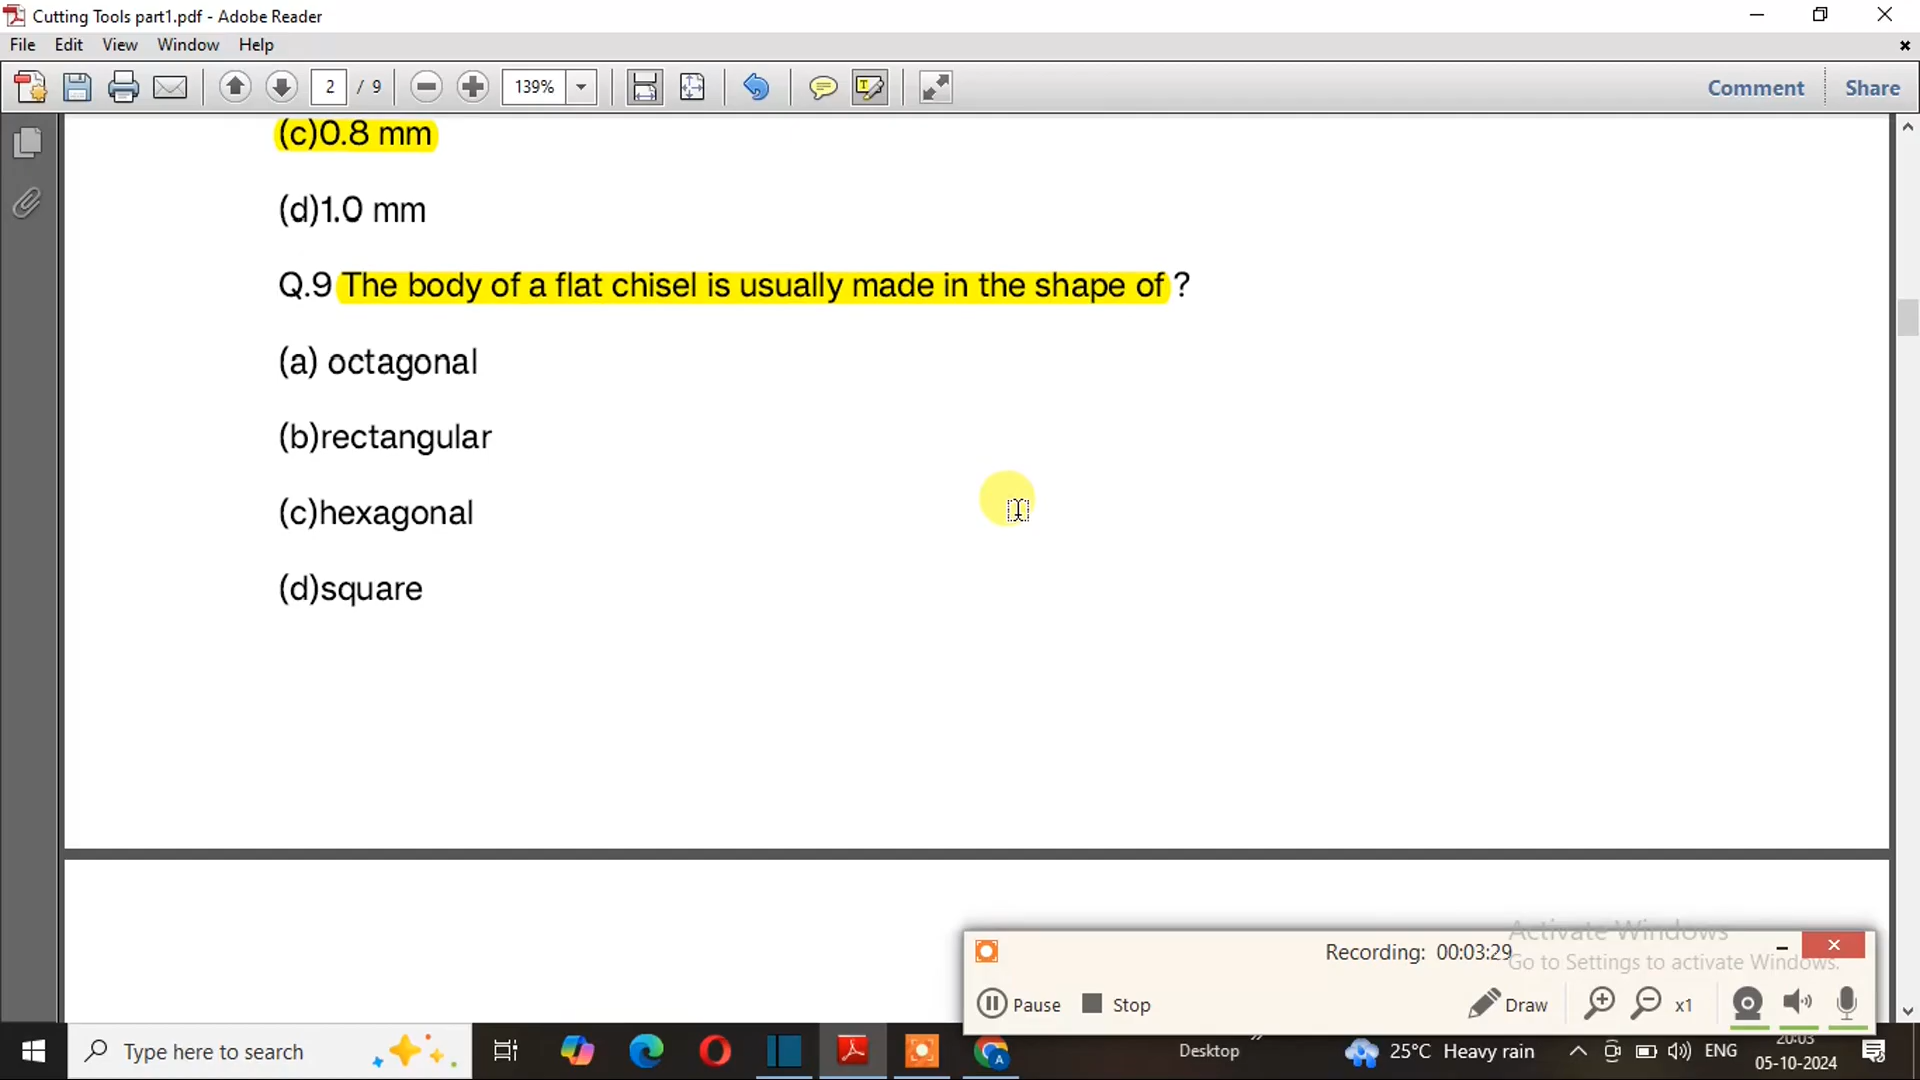 Cutting Tools part1.pdf - Adobe Reader
File Edit View Window Help
2 / 9 139% Comment Share
(c)0.8 mm
(d)1.0 mm
Q.9 The body of a flat chisel is usually made in the shape of ?
(a) octagonal
(b)rectangular
(c)hexagonal
(d)square
Activate Windows
Recording: 00:03:29
Go to Settings to activate Windows.
Pause Stop Draw x1
Type here to search
Desktop 25°C Heavy rain ENG
20:03
05-10-2024